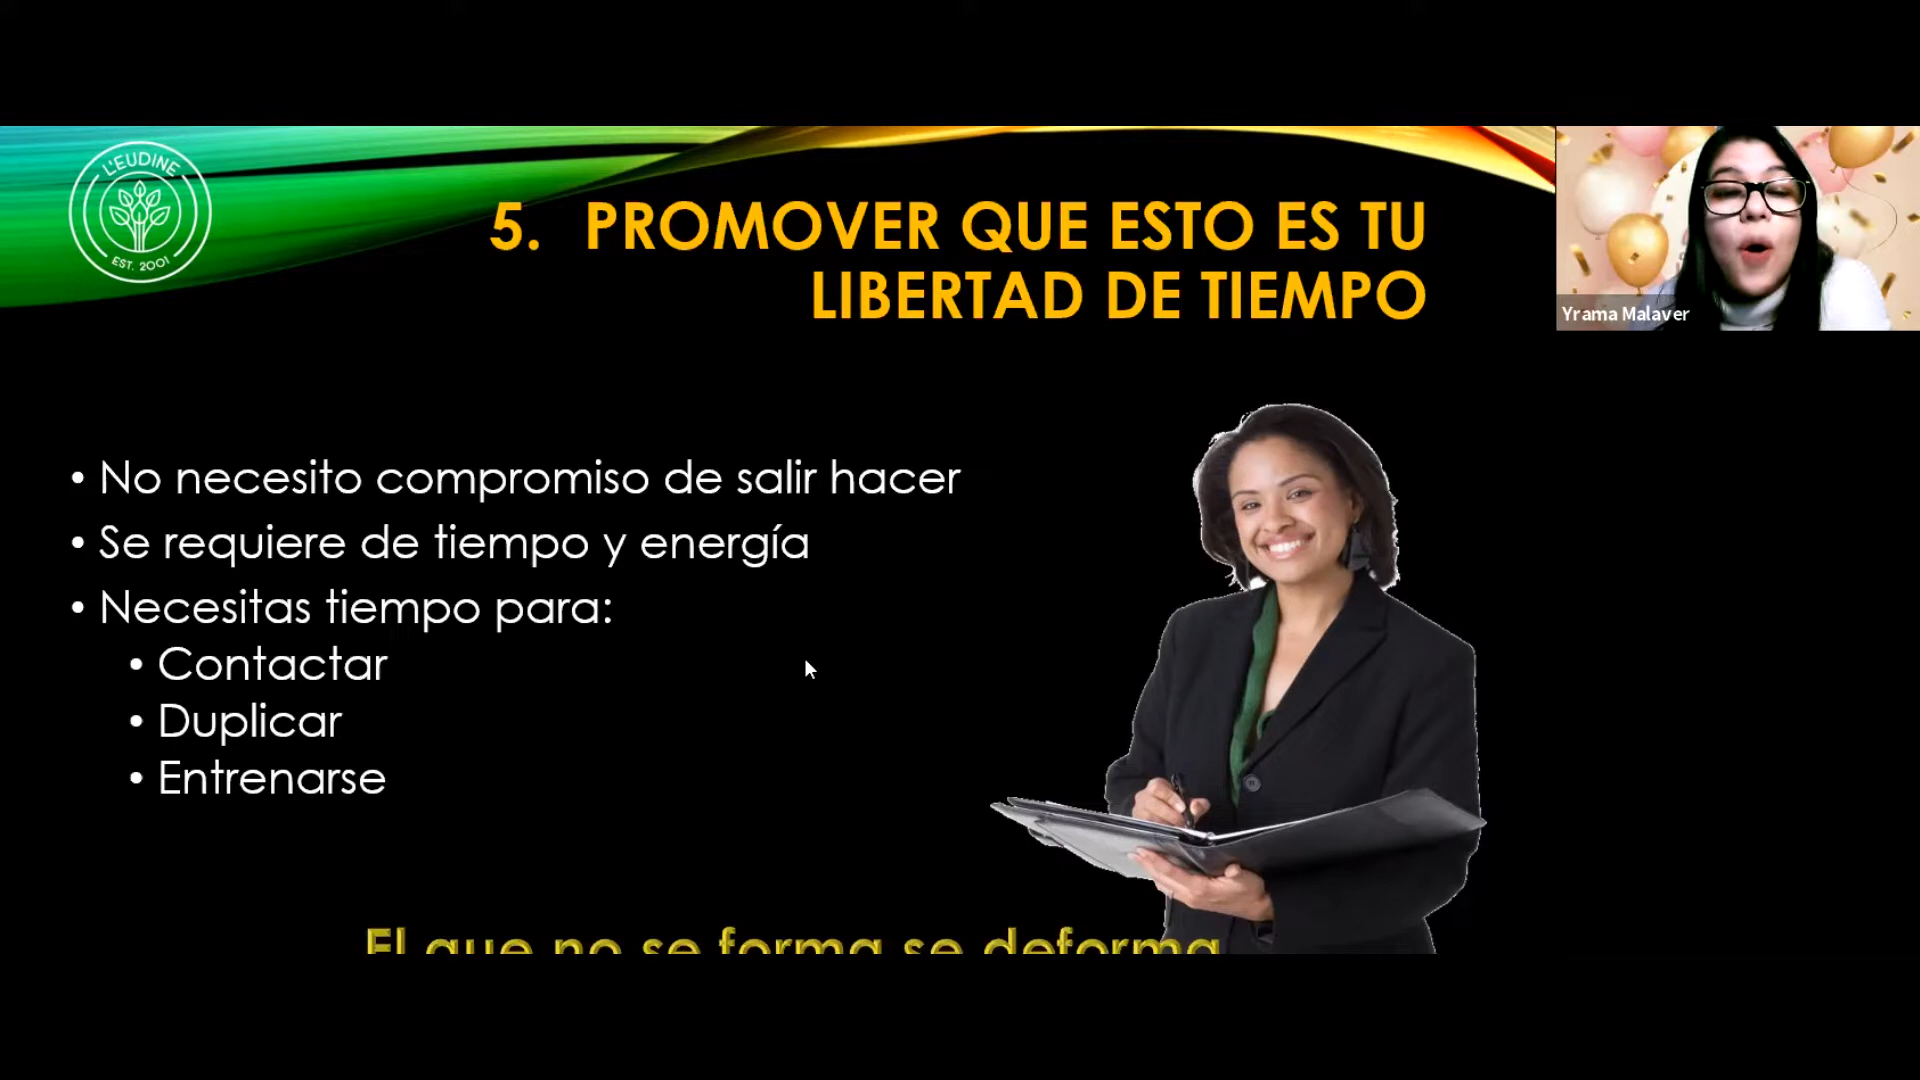 L'EUDINE
EST. 2001
5. PROMOVER QUE ESTO ES TU
LIBERTAD DE TIEMPO
Yrama Malaver
• No necesito compromiso de salir hacer
• Se requiere de tiempo y energía
• Necesitas tiempo para:
• Contactar
• Duplicar
• Entrenarse
El que no se forma se deforma